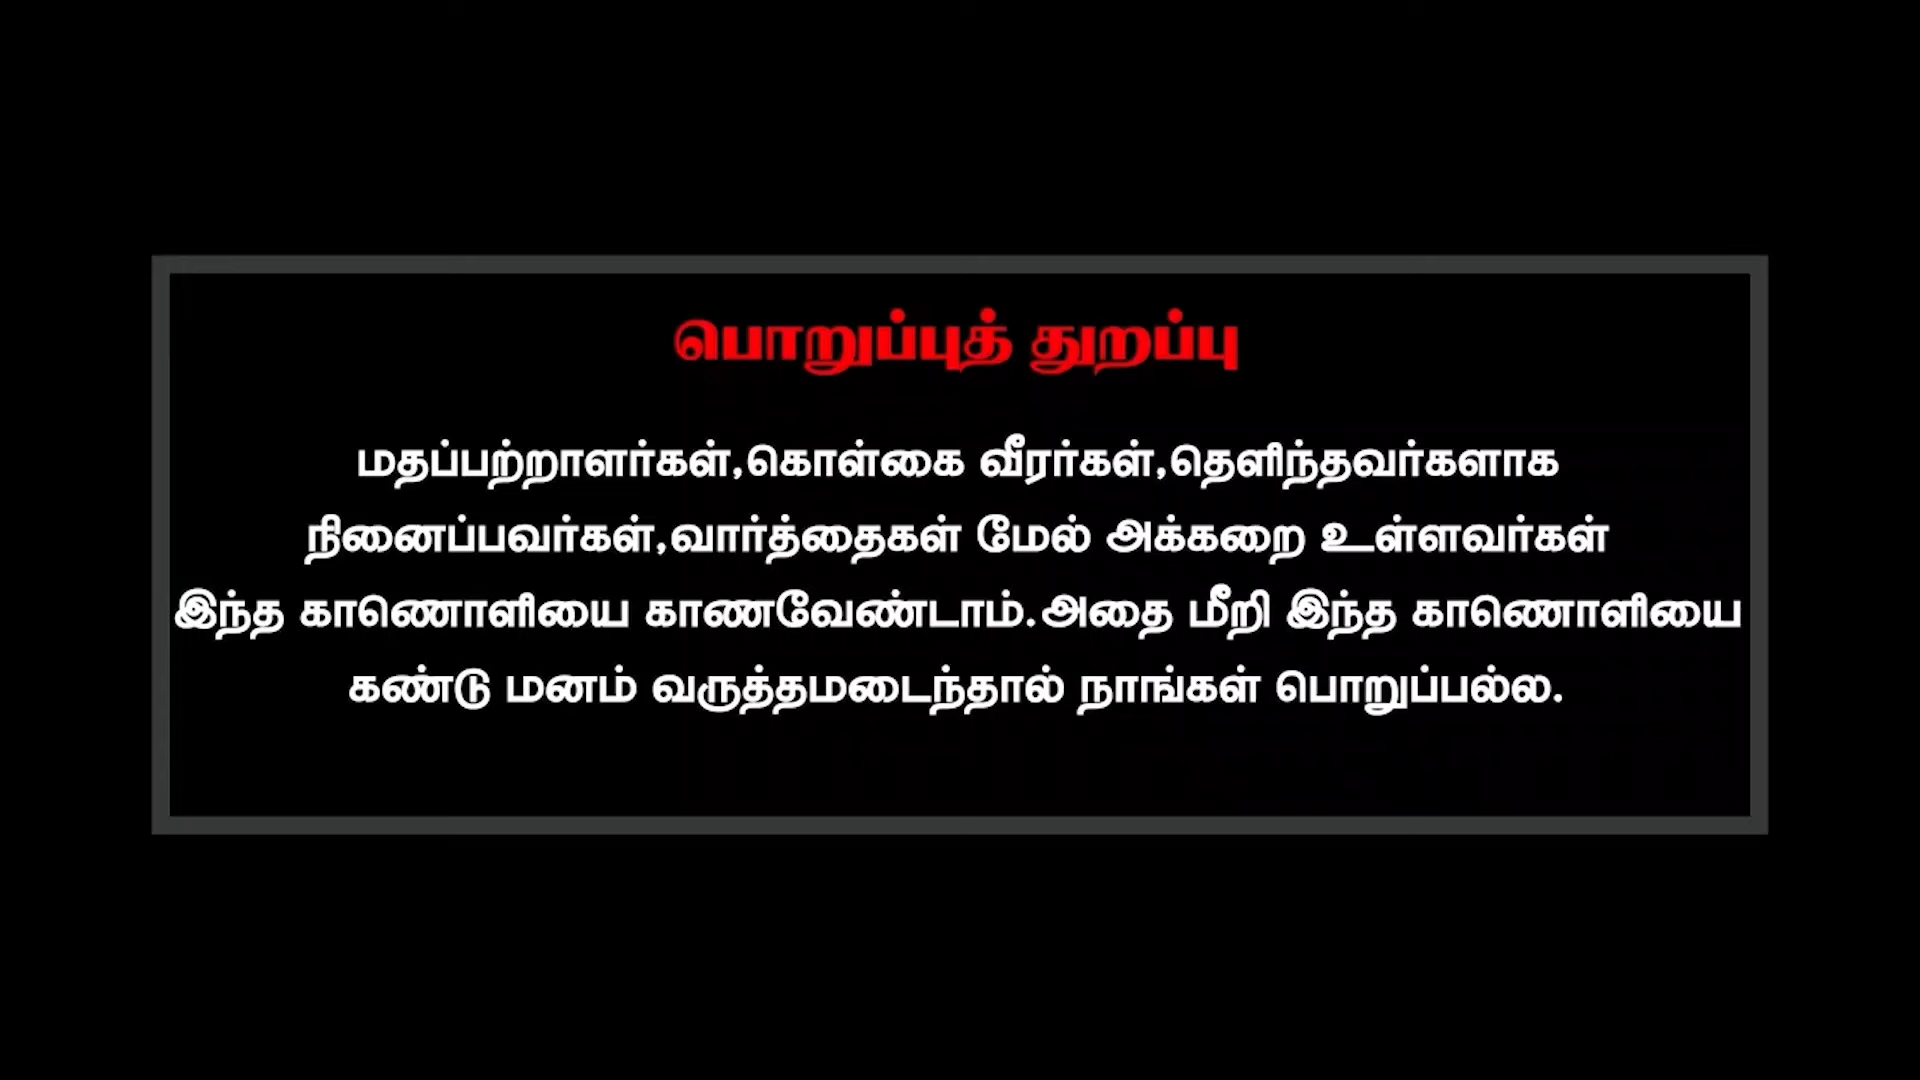 பொறுப்புத் துறப்பு
மதப்பற்றாளர்கள்,கொள்கை வீரர்கள்,தெளிந்தவர்களாக
நினைப்பவர்கள்,வார்த்தைகள் மேல் அக்கறை உள்ளவர்கள்
இந்த காணொளியை காணவேண்டாம்.அதை மீறி இந்த காணொளியை
கண்டு மனம் வருத்தமடைந்தால் நாங்கள் பொறுப்பல்ல.